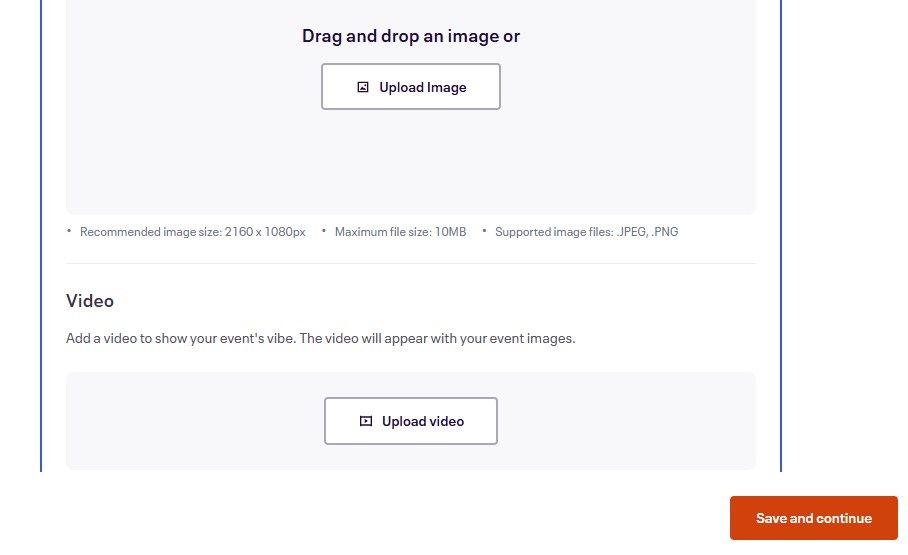 Drag and drop an image or
Upload Image
• Recommended image size: 2160 x 1080px • Maximum file size: 10MB • Supported image files: .JPEG, .PNG
Video
Add a video to show your event's vibe. The video will appear with your event images.
Upload video
Save and continue